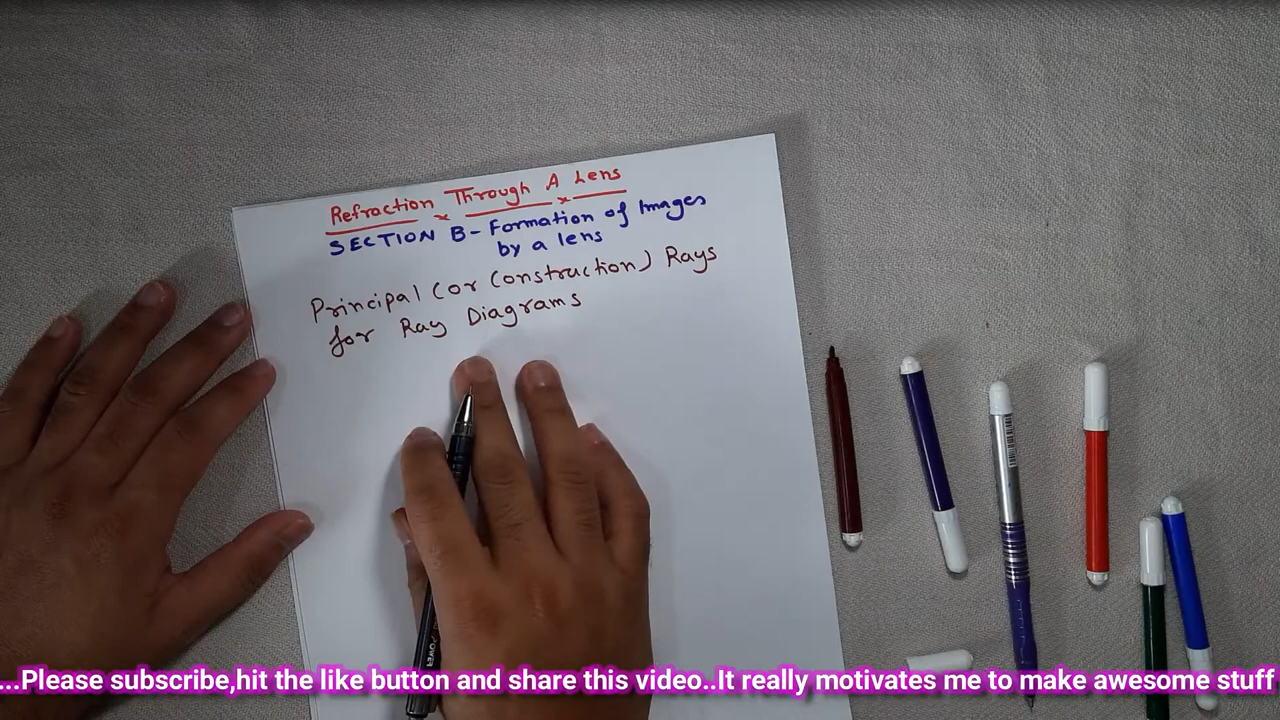 Refraction Through A Lens
SECTION B - Formation of Images
by a lens
Principal (or Construction) Rays
for Ray Diagrams
...Please subscribe,hit the like button and share this video..It really motivates me to make awesome stuff